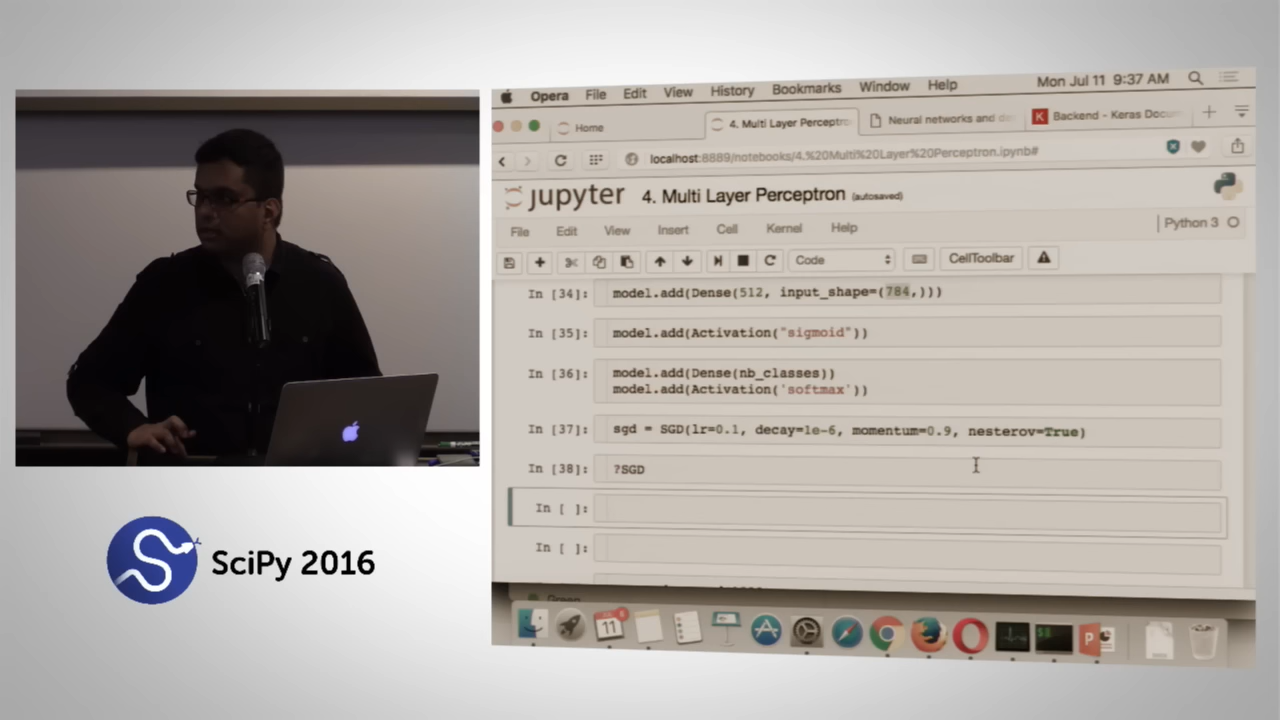 Opera File Edit View History Bookmarks Window Help Mon Jul 11 9:37 AM
Home
4. Multi Layer Perceptro
Neural networks and de
K Backend - Keras Docu
localhost:8889/notebooks/4.%20Multi%20Layer%20Perceptron.ipynb#
jupyter 4. Multi Layer Perceptron (autosaved)
File Edit View Insert Cell Kernel Help Python 3
Code CellToolbar
In [34]: model.add(Dense(512, input_shape=(784,)))
In [35]: model.add(Activation("sigmoid"))
In [36]: model.add(Dense(nb_classes))
model.add(Activation('softmax'))
In [37]: sgd = SGD(lr=0.1, decay=1e-6, momentum=0.9, nesterov=True)
In [38]: ?SGD
In [ ]:
In [ ]:
Green
11
SciPy 2016